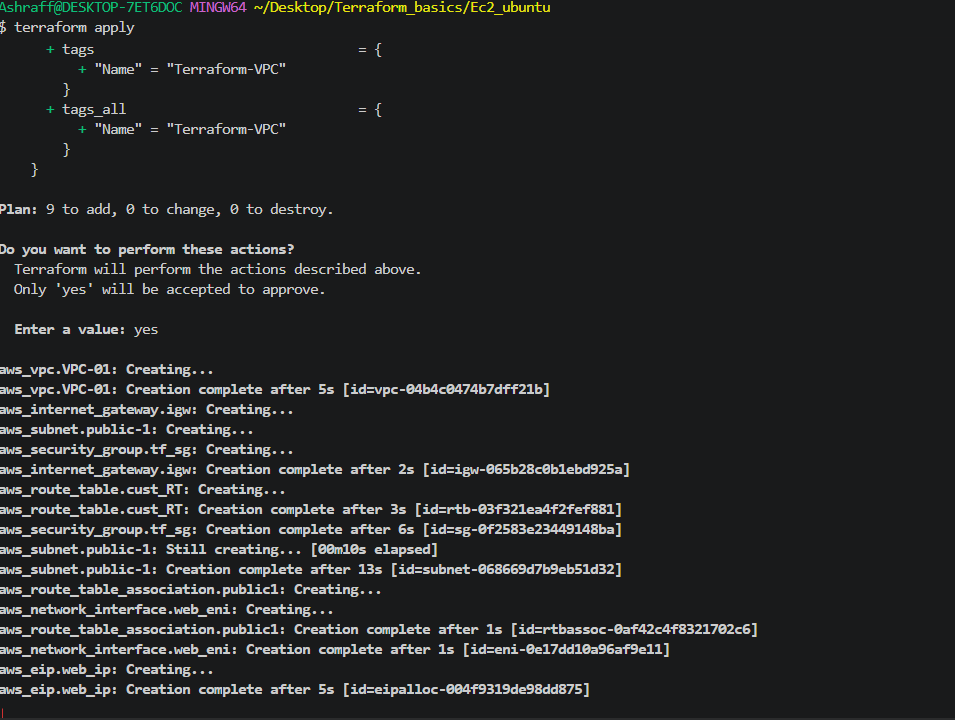 Ashraff@DESKTOP-7ET6DOC MINGW64 ~/Desktop/Terraform_basics/Ec2_ubuntu
$ terraform apply
+ tags = {
+ "Name" = "Terraform-VPC"
}
+ tags_all = {
+ "Name" = "Terraform-VPC"
}
}
Plan: 9 to add, 0 to change, 0 to destroy.
Do you want to perform these actions?
Terraform will perform the actions described above.
Only 'yes' will be accepted to approve.
Enter a value: yes
aws_vpc.VPC-01: Creating...
aws_vpc.VPC-01: Creation complete after 5s [id=vpc-04b4c0474b7dff21b]
aws_internet_gateway.igw: Creating...
aws_subnet.public-1: Creating...
aws_security_group.tf_sg: Creating...
aws_internet_gateway.igw: Creation complete after 2s [id=igw-065b28c0b1ebd925a]
aws_route_table.cust_RT: Creating...
aws_route_table.cust_RT: Creation complete after 3s [id=rtb-03f321ea4f2fef881]
aws_security_group.tf_sg: Creation complete after 6s [id=sg-0f2583e23449148ba]
aws_subnet.public-1: Still creating... [00m10s elapsed]
aws_subnet.public-1: Creation complete after 13s [id=subnet-068669d7b9eb51d32]
aws_route_table_association.public1: Creating...
aws_network_interface.web_eni: Creating...
aws_route_table_association.public1: Creation complete after 1s [id=rtbassoc-0af42c4f8321702c6]
aws_network_interface.web_eni: Creation complete after 1s [id=eni-0e17dd10a96af9e11]
aws_eip.web_ip: Creating...
aws_eip.web_ip: Creation complete after 5s [id=eipalloc-004f9319de98dd875]